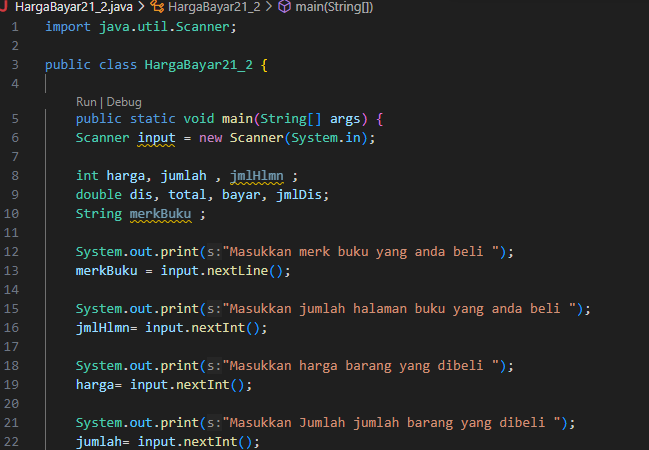 HargaBayar21_2.java > HargaBayar21_2 > main(String[])
1 import java.util.Scanner;
2
3 public class HargaBayar21_2 {
4
Run | Debug
5 public static void main(String[] args) {
6 Scanner input = new Scanner(System.in);
7
8 int harga, jumlah , jmlHlmn ;
9 double dis, total, bayar, jmlDis;
10 String merkBuku ;
11
12 System.out.print(s:"Masukkan merk buku yang anda beli ");
13 merkBuku = input.nextLine();
14
15 System.out.print(s:"Masukkan jumlah halaman buku yang anda beli ");
16 jmlHlmn= input.nextInt();
17
18 System.out.print(s:"Masukkan harga barang yang dibeli ");
19 harga= input.nextInt();
20
21 System.out.print(s:"Masukkan Jumlah jumlah barang yang dibeli ");
22 jumlah= input.nextInt();